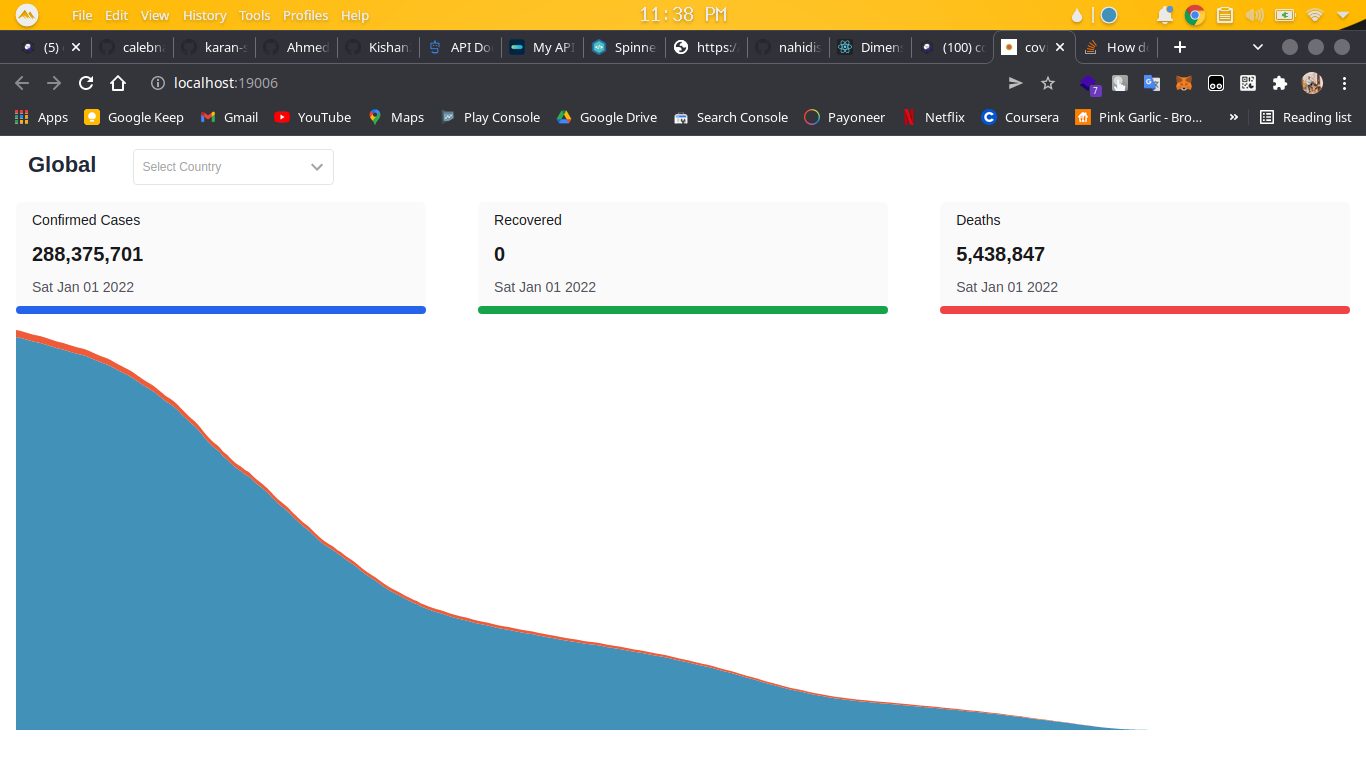 File Edit View History Tools Profiles Help 11:38 PM
(5) calebn karan-s Ahmed Kishan. API Do My API Spinne https:/ nahidis Dimens (100) cov How d
localhost:19006 7
Apps Google Keep Gmail YouTube Maps Play Console Google Drive Search Console Payoneer Netflix Coursera Pink Garlic - Bro... » Reading list
Global Select Country
Confirmed Cases Recovered Deaths
288,375,701 0 5,438,847
Sat Jan 01 2022 Sat Jan 01 2022 Sat Jan 01 2022